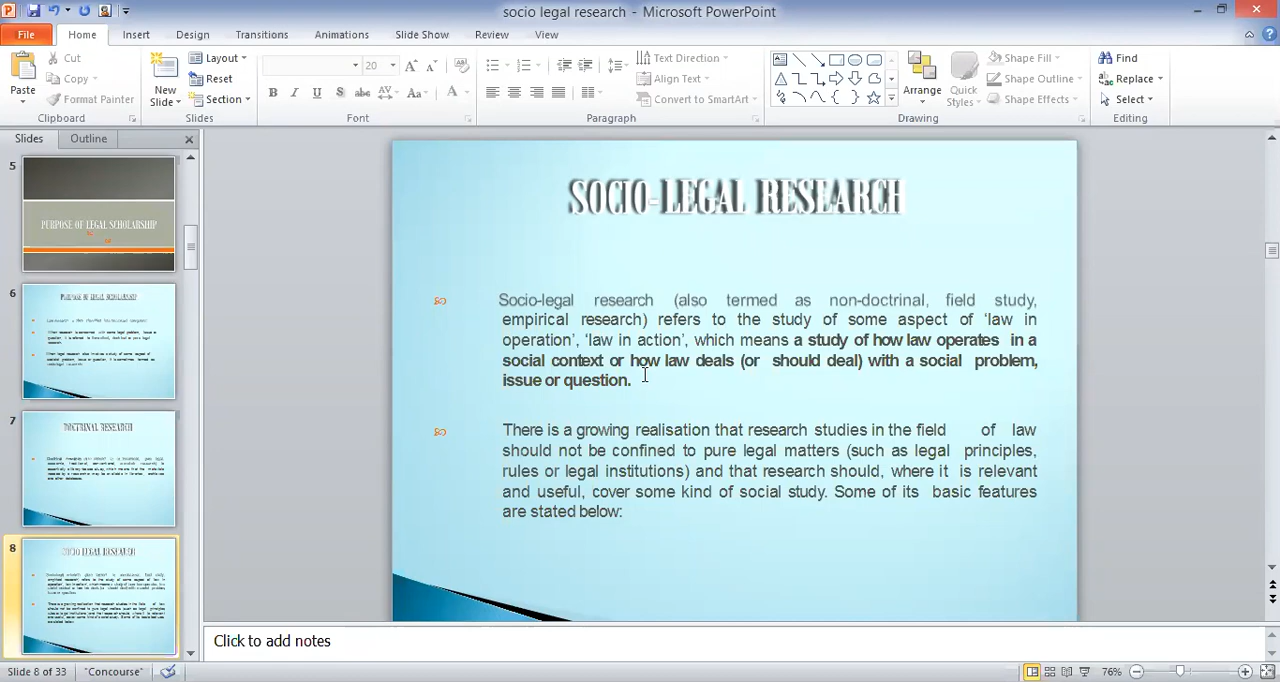 socio legal research - Microsoft PowerPoint
File Home Insert Design Transitions Animations Slide Show Review View
Cut
Copy
Format Painter
Paste
Clipboard
New
Slide
Layout
Reset
Section
Slides
20
B I U S abc AV Aa A
Font
Text Direction
Align Text
Convert to SmartArt
Paragraph
Arrange
Quick
Styles
Shape Fill
Shape Outline
Shape Effects
Drawing
Find
Replace
Select
Editing
Slides Outline
5
PURPOSE OF LEGAL SCHOLARSHIP
6
PURPOSE OF LEGAL SCHOLARSHIP
7
DOCTRINAL RESEARCH
8
SOCIO-LEGAL RESEARCH
SOCIO-LEGAL RESEARCH
Socio-legal research (also termed as non-doctrinal, field study,
empirical research) refers to the study of some aspect of ‘law in
operation’, ‘law in action’, which means a study of how law operates in a
social context or how law deals (or should deal) with a social problem,
issue or question.
There is a growing realisation that research studies in the field of law
should not be confined to pure legal matters (such as legal principles,
rules or legal institutions) and that research should, where it is relevant
and useful, cover some kind of social study. Some of its basic features
are stated below:
Click to add notes
Slide 8 of 33 "Concourse" 76%